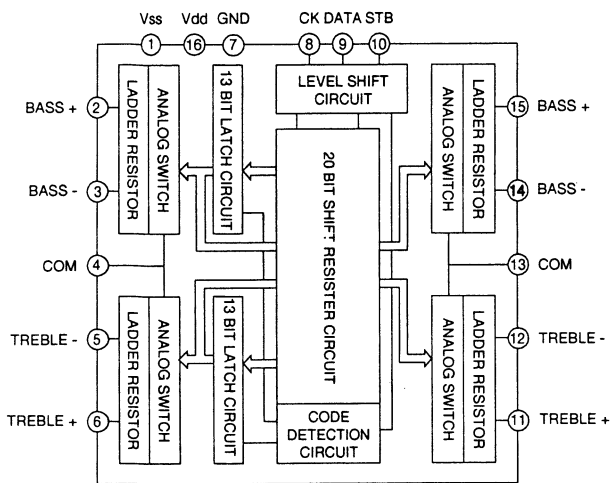 Vss Vdd GND CK DATA STB
1 16 7 8 9 10
LEVEL SHIFT
CIRCUIT
LADDER RESISTOR
ANALOG SWITCH
13 BIT LATCH CIRCUIT
20 BIT SHIFT RESISTER CIRCUIT
ANALOG SWITCH
LADDER RESISTOR
BASS + 2
15 BASS +
BASS - 3
14 BASS -
COM 4
13 COM
LADDER RESISTOR
ANALOG SWITCH
13 BIT LATCH CIRCUIT
ANALOG SWITCH
LADDER RESISTOR
TREBLE - 5
12 TREBLE -
TREBLE + 6
11 TREBLE +
CODE
DETECTION
CIRCUIT